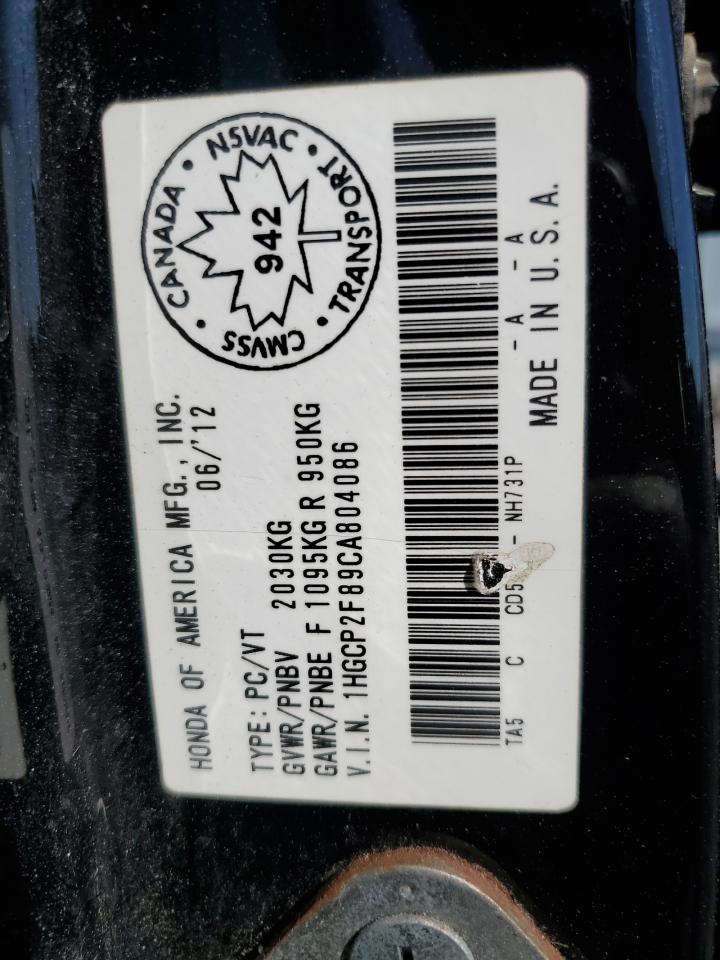 HONDA OF AMERICA MFG., INC.
06/'12
TYPE: PC/VT
GVWR/PNBV 2030KG
GAWR/PNBE F 1095KG R 950KG
V.I.N. 1HGCP2F89CA804086
CANADA • NSVAC • TRANSPORT • CMVSS •
942
TA5 C CD5 - NH731P - A - A - A
MADE IN U.S.A.